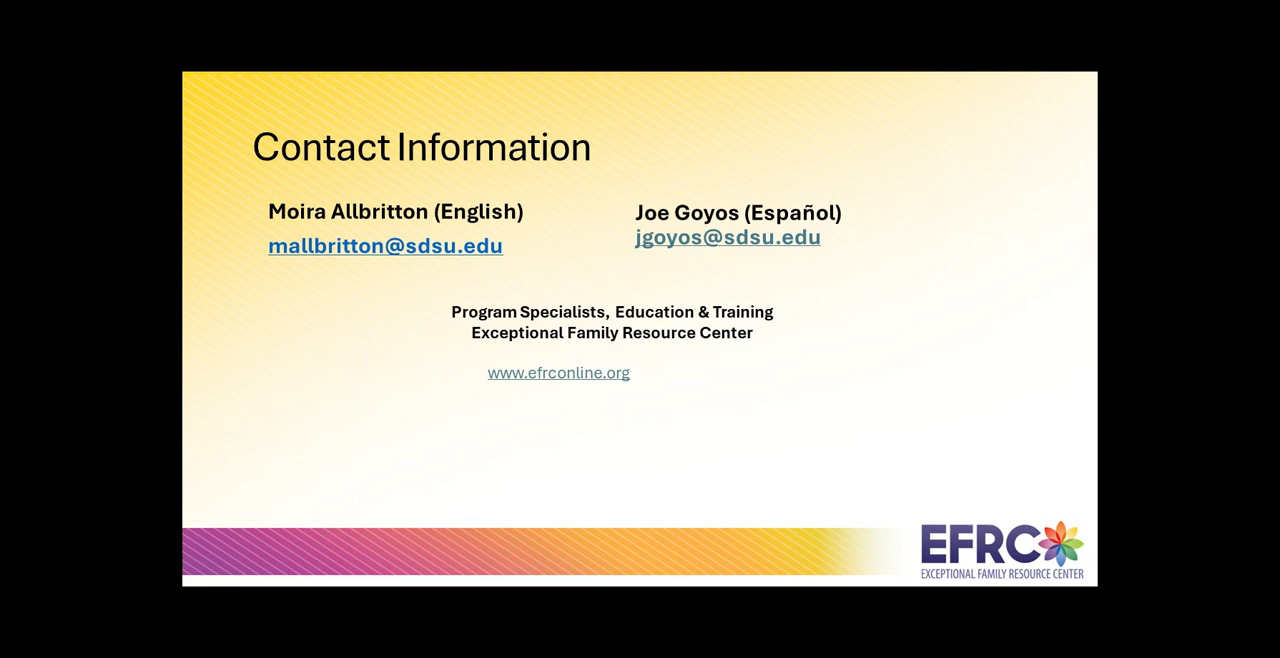 Contact Information
Moira Allbritton (English)
mallbritton@sdsu.edu
Joe Goyos (Español)
jgoyos@sdsu.edu
Program Specialists, Education & Training
Exceptional Family Resource Center
www.efrconline.org
EFRC
EXCEPTIONAL FAMILY RESOURCE CENTER